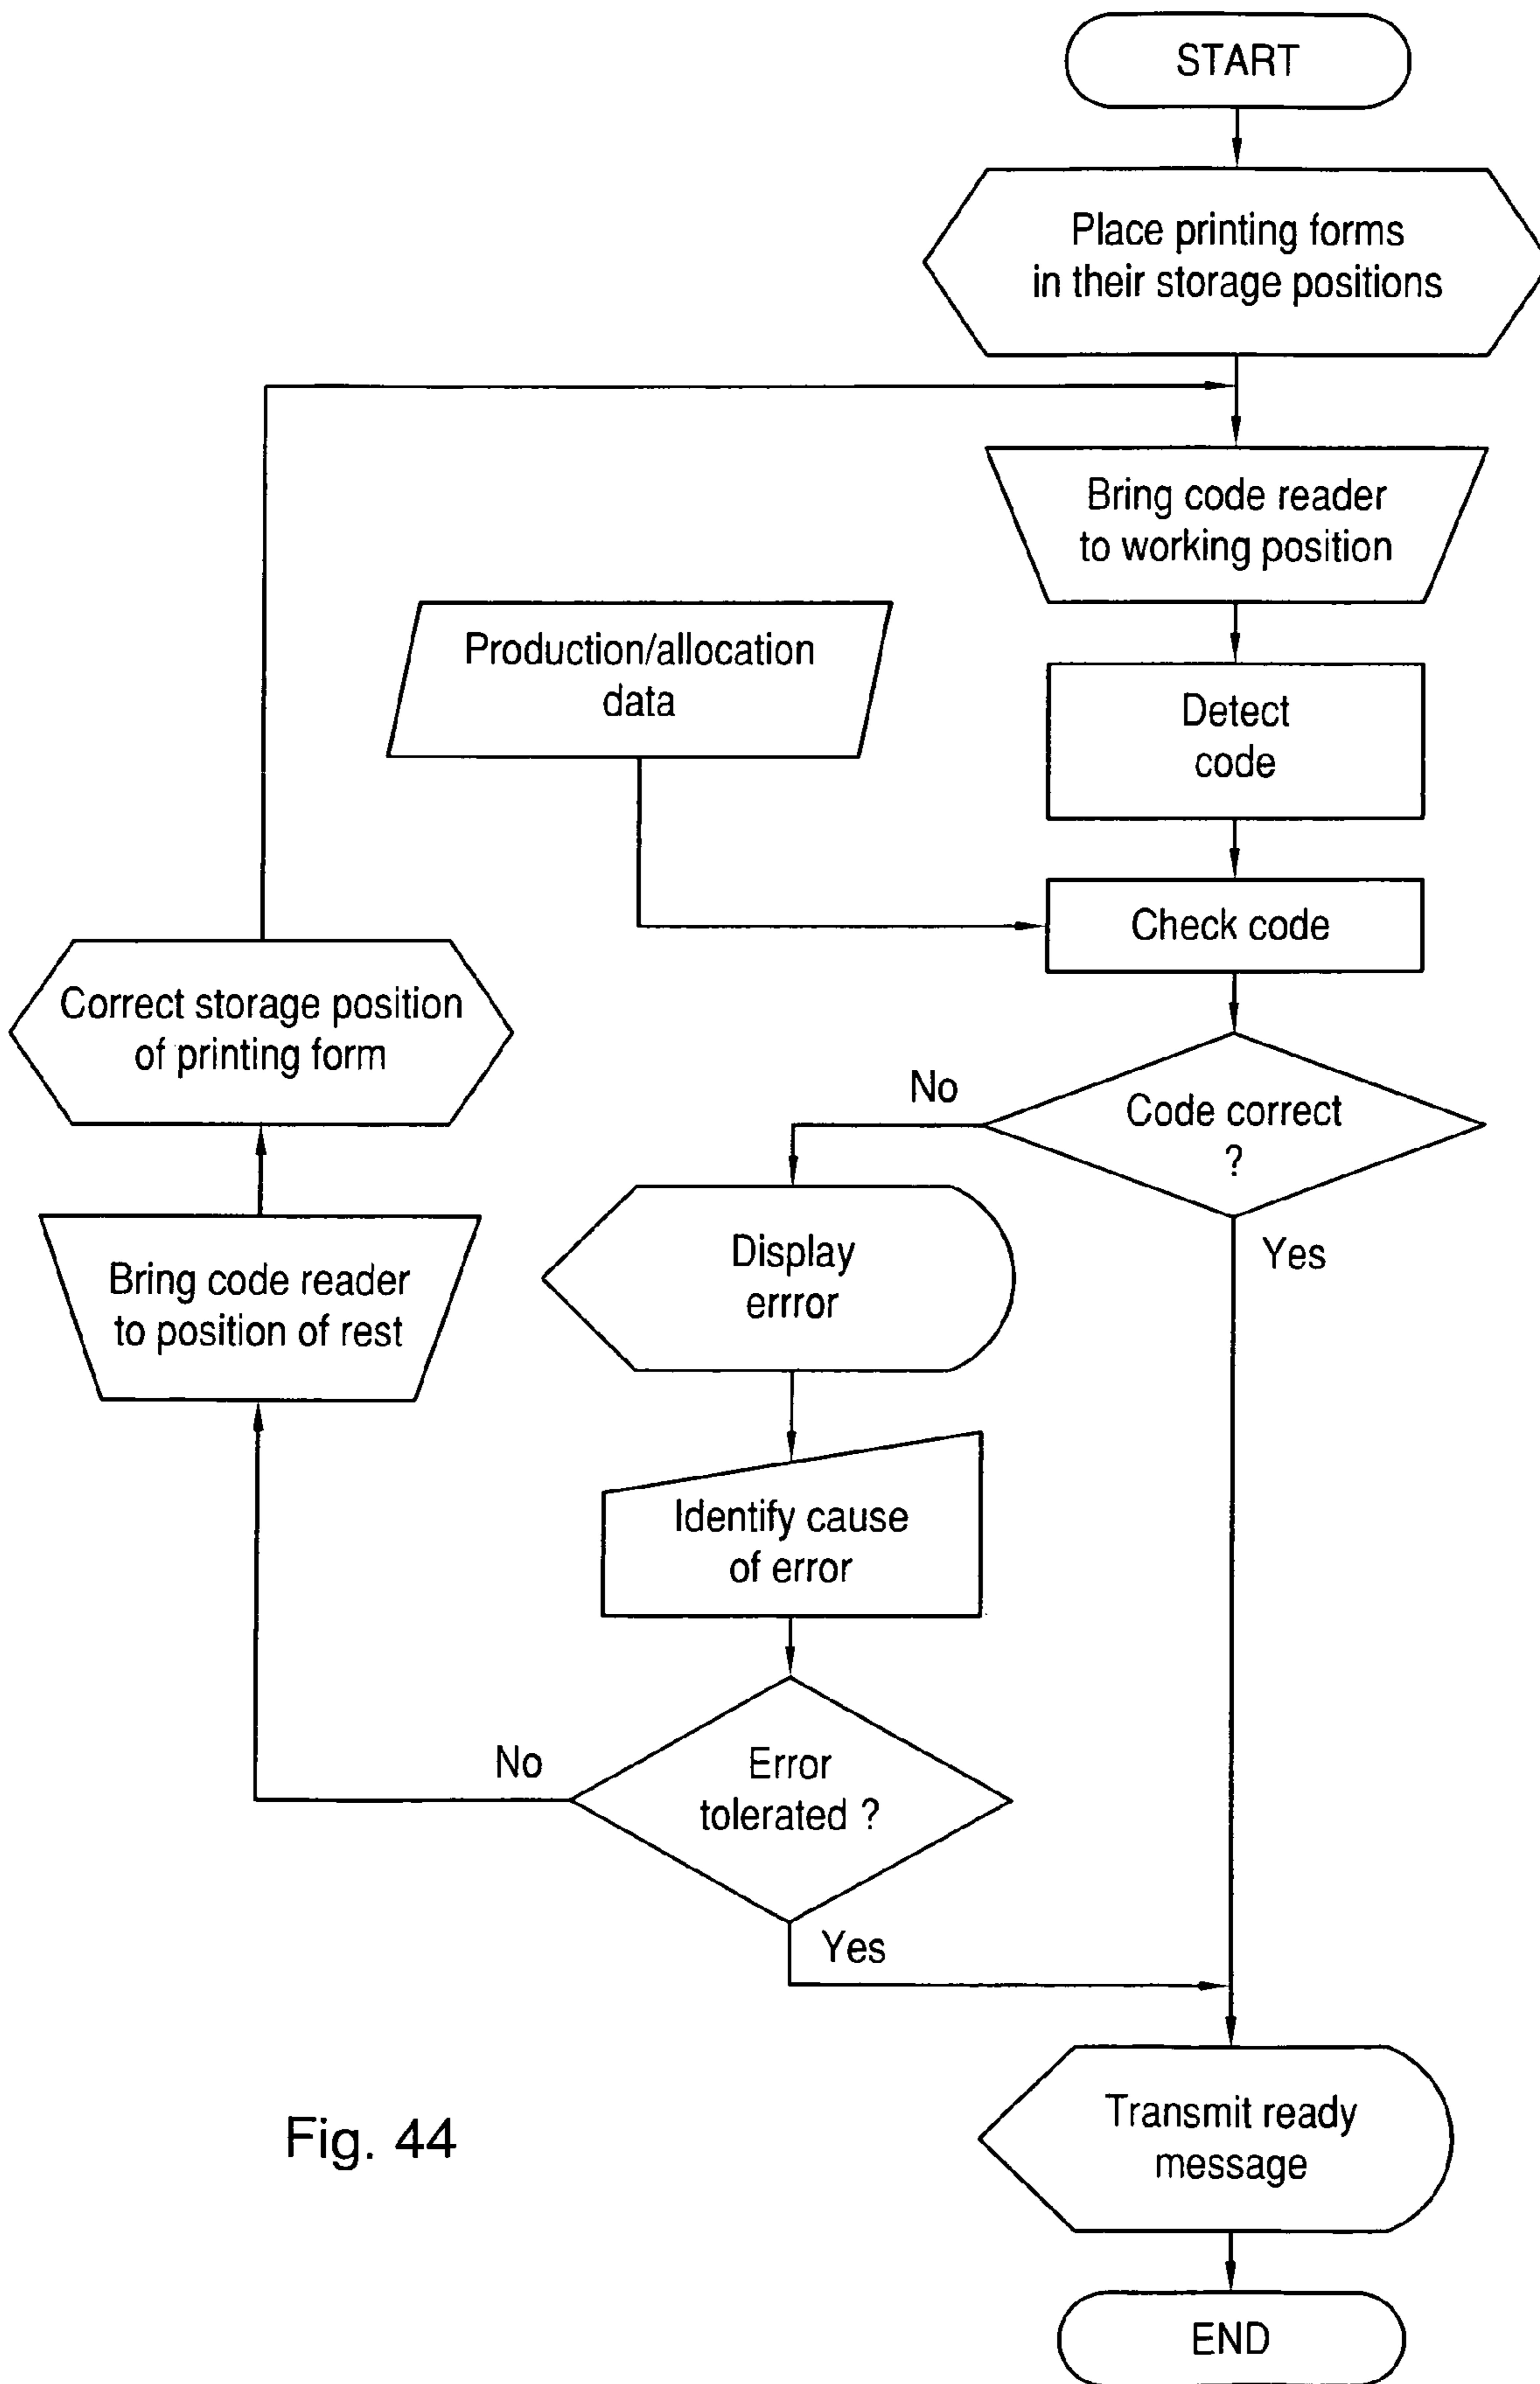 START
Place printing forms
in their storage positions
Bring code reader
to working position
Production/allocation
data
Detect
code
Check code
Correct storage position
of printing form
No
Code correct
?
Yes
Bring code reader
to position of rest
Display
errror
Identify cause
of error
No
Error
tolerated ?
Yes
Transmit ready
message
Fig. 44
END